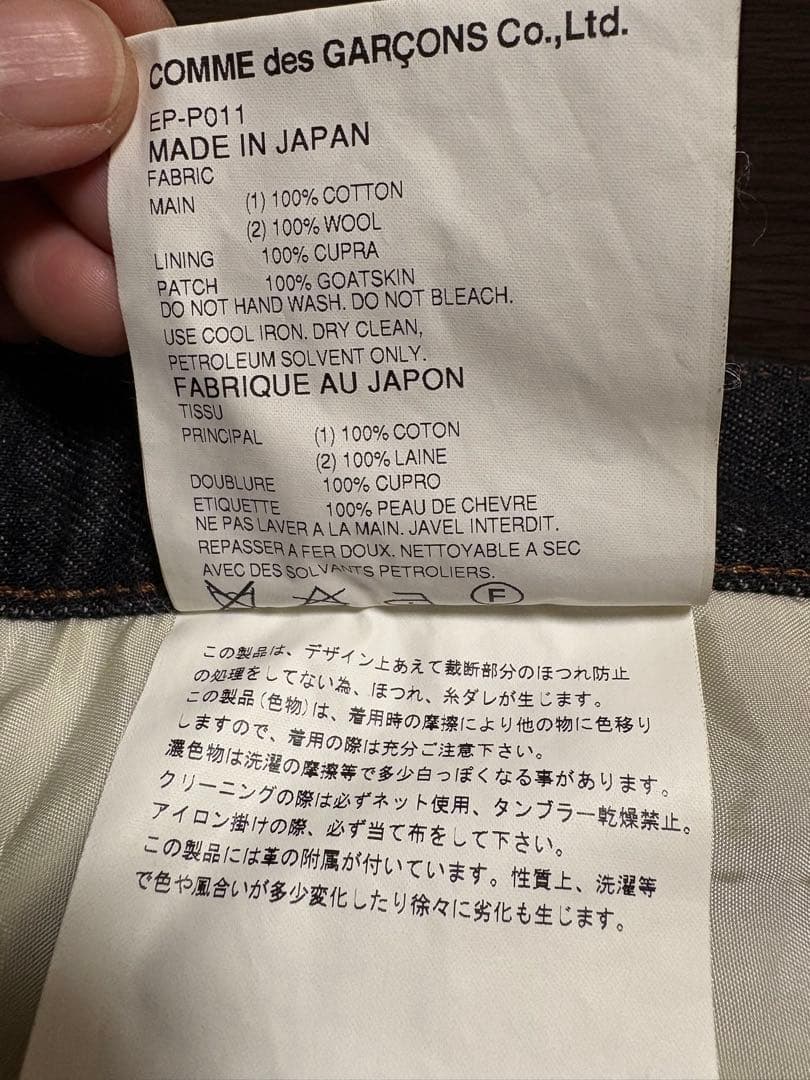 COMME des GARÇONS Co.,Ltd.
EP-P011
MADE IN JAPAN
FABRIC
MAIN (1) 100% COTTON
(2) 100% WOOL
LINING 100% CUPRA
PATCH 100% GOATSKIN
DO NOT HAND WASH. DO NOT BLEACH.
USE COOL IRON. DRY CLEAN,
PETROLEUM SOLVENT ONLY.
FABRIQUE AU JAPON
TISSU
PRINCIPAL (1) 100% COTON
(2) 100% LAINE
DOUBLURE 100% CUPRO
ETIQUETTE 100% PEAU DE CHEVRE
NE PAS LAVER A LA MAIN. JAVEL INTERDIT.
REPASSER A FER DOUX. NETTOYABLE A SEC
AVEC DES SOLVANTS PETROLIERS.
F
この製品は、デザイン上あえて裁断部分のほつれ防止
の処理をしてない為、ほつれ、糸ダレが生じます。
この製品(色物)は、着用時の摩擦により他の物に色移り
しますので、着用の際は充分ご注意下さい。
濃色物は洗濯の摩擦等で多少白っぽくなる事があります。
クリーニングの際は必ずネット使用、タンブラー乾燥禁止。
アイロン掛けの際、必ず当て布をして下さい。
この製品には革の附属が付いています。性質上、洗濯等
で色や風合いが多少変化したり徐々に劣化も生じます。